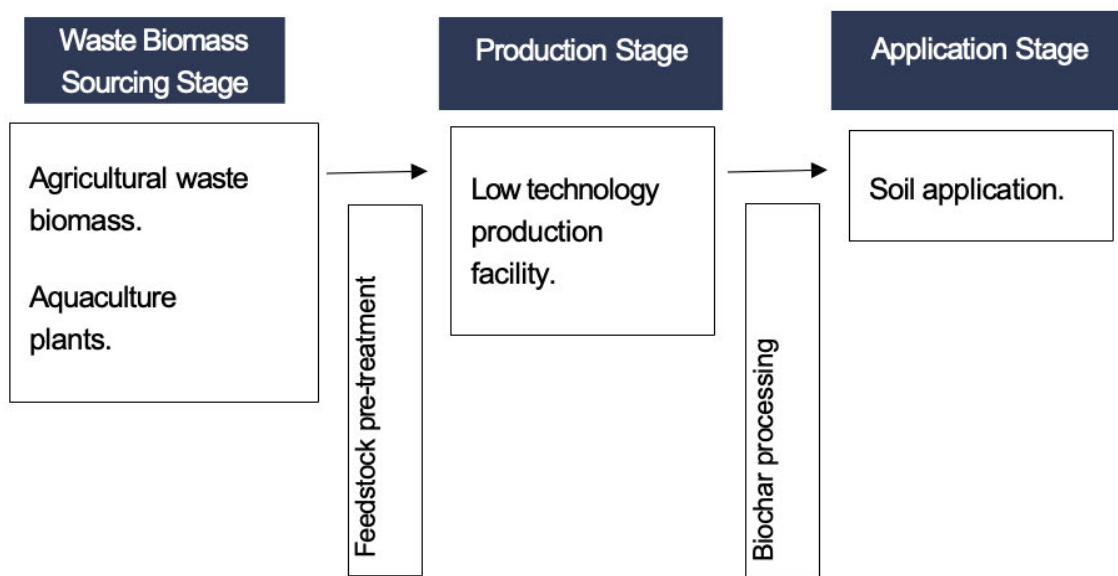 Waste Biomass
Sourcing Stage
Production Stage
Application Stage
Agricultural waste
biomass.
Aquaculture
plants.
Feedstock pre-treatment
Low technology
production
facility.
Biochar processing
Soil application.